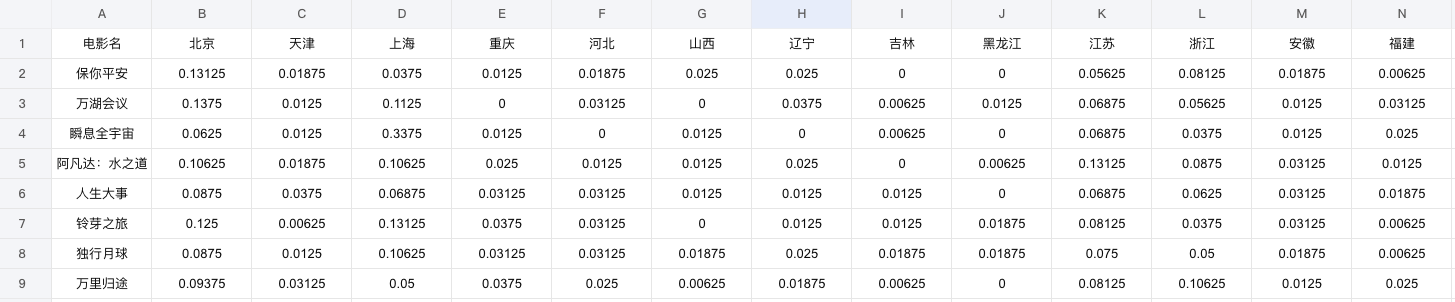 A B C D E F G H I J K L M N
1 电影名 北京 天津 上海 重庆 河北 山西 辽宁 吉林 黑龙江 江苏 浙江 安徽 福建
2 保你平安 0.13125 0.01875 0.0375 0.0125 0.01875 0.025 0.025 0 0 0.05625 0.08125 0.01875 0.00625
3 万湖会议 0.1375 0.0125 0.1125 0 0.03125 0 0.0375 0.00625 0.0125 0.06875 0.05625 0.0125 0.03125
4 瞬息全宇宙 0.0625 0.0125 0.3375 0.0125 0 0.0125 0 0.00625 0 0.06875 0.0375 0.0125 0.025
5 阿凡达：水之道 0.10625 0.01875 0.10625 0.025 0.0125 0.0125 0.025 0 0.00625 0.13125 0.0875 0.03125 0.0125
6 人生大事 0.0875 0.0375 0.06875 0.03125 0.03125 0.0125 0.0125 0.0125 0 0.06875 0.0625 0.03125 0.01875
7 铃芽之旅 0.125 0.00625 0.13125 0.0375 0.03125 0 0.0125 0.0125 0.01875 0.08125 0.0375 0.03125 0.00625
8 独行月球 0.0875 0.0125 0.10625 0.03125 0.03125 0.01875 0.025 0.01875 0.01875 0.075 0.05 0.01875 0.00625
9 万里归途 0.09375 0.03125 0.05 0.0375 0.025 0.00625 0.01875 0.00625 0 0.08125 0.10625 0.0125 0.025